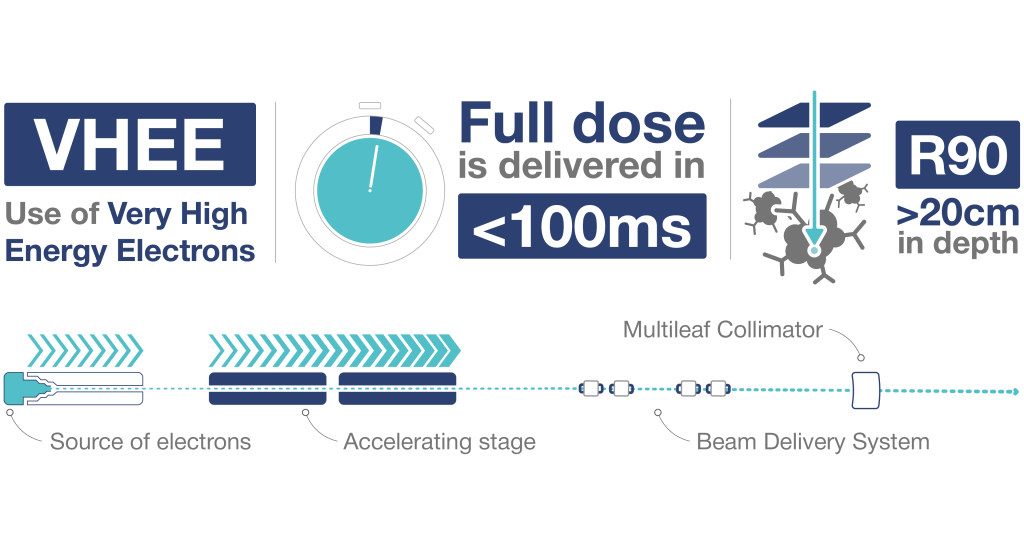 VHEE
Use of Very High
Energy Electrons
Full dose
is delivered in
<100ms
R90
>20cm
in depth
Multileaf Collimator
Source of electrons
Accelerating stage
Beam Delivery System